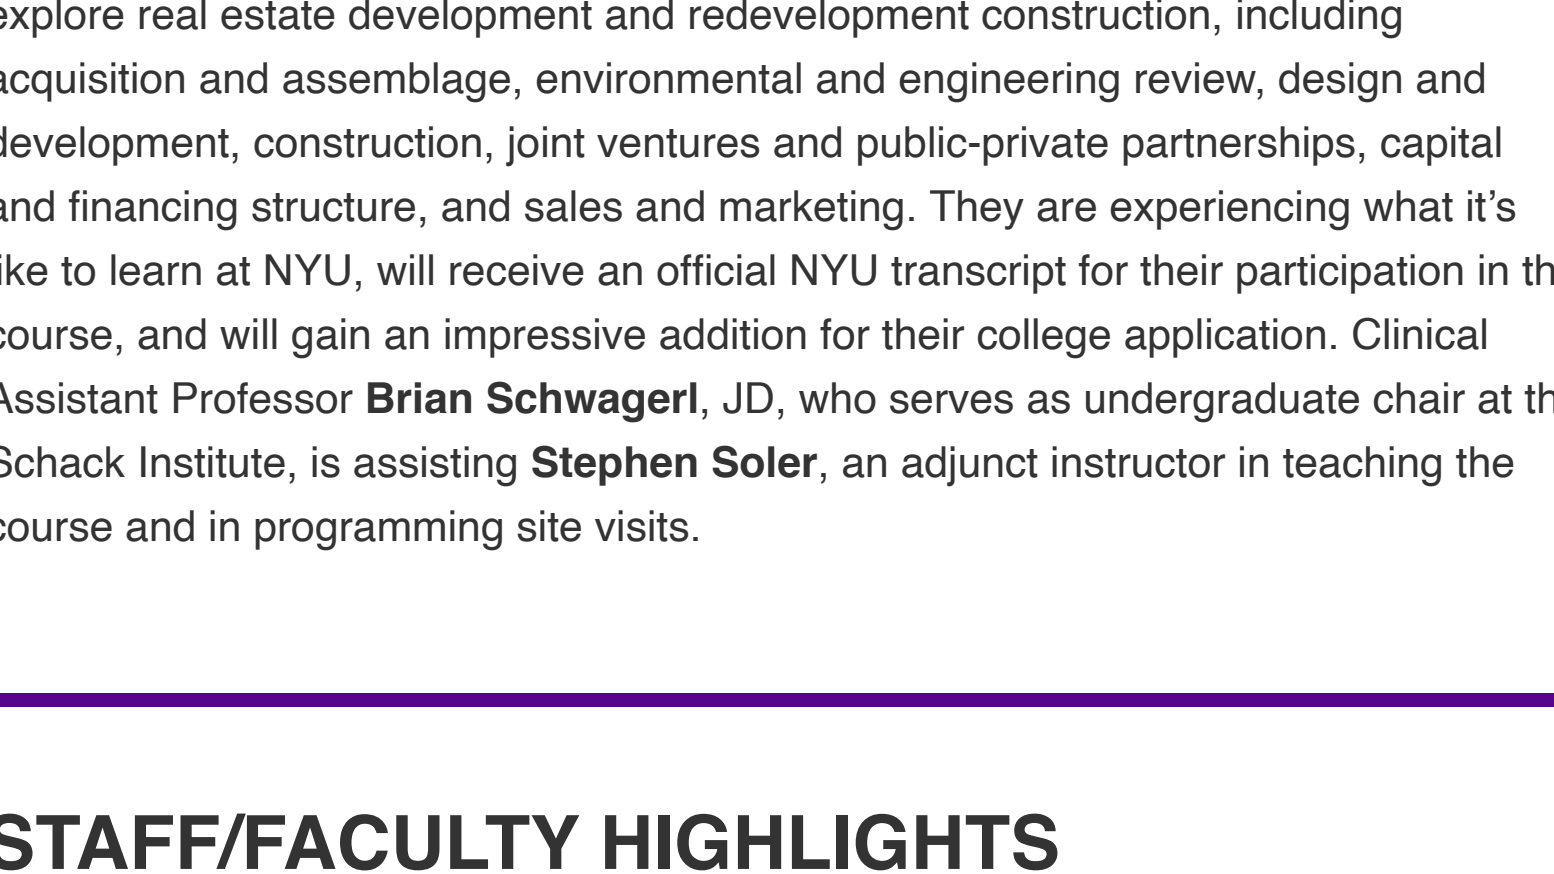 explore real estate development and redevelopment construction, including
acquisition and assemblage, environmental and engineering review, design and
development, construction, joint ventures and public-private partnerships, capital
and financing structure, and sales and marketing. They are experiencing what it’s
like to learn at NYU, will receive an official NYU transcript for their participation in th
course, and will gain an impressive addition for their college application. Clinical
Assistant Professor Brian Schwagerl, JD, who serves as undergraduate chair at th
Schack Institute, is assisting Stephen Soler, an adjunct instructor in teaching the
course and in programming site visits.
STAFF/FACULTY HIGHLIGHTS